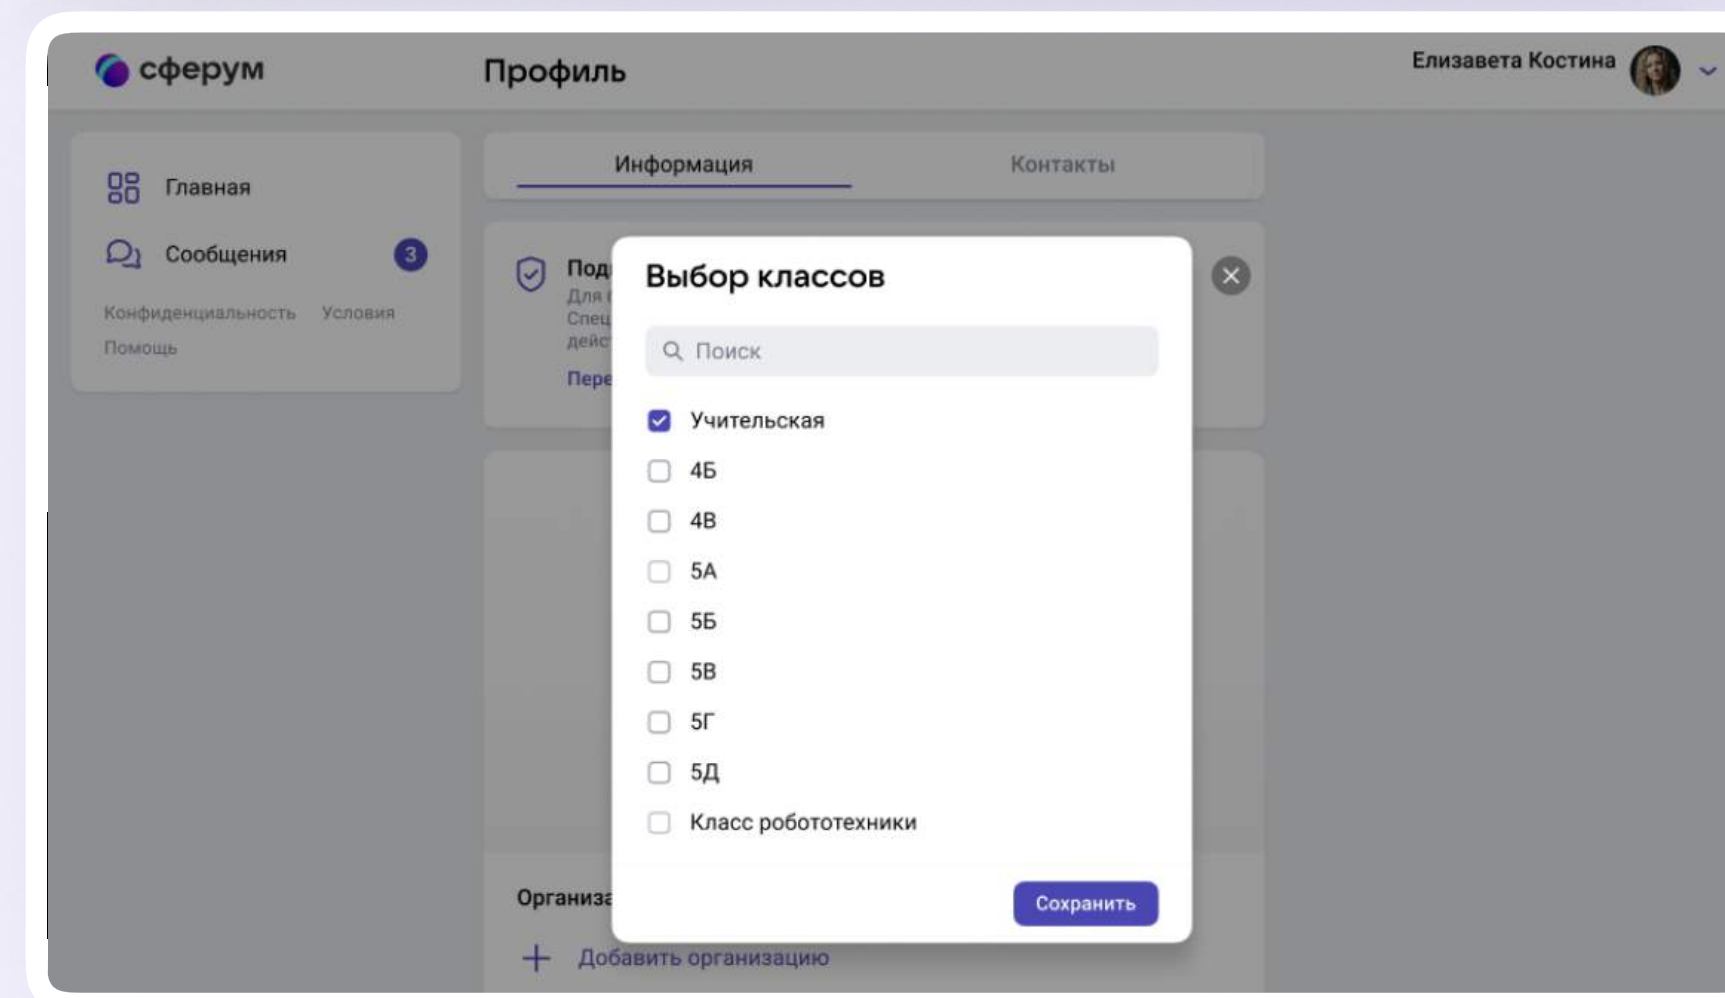 сферум
Профиль
Елизавета Костина
Главная
Сообщения
3
Конфиденциальность Условия
Помощь
Информация
Контакты
Для
Выбор классов
Поиск
Учительская
4Б
4В
5А
5Б
5В
5Г
5Д
Класс робототехники
Сохранить
Добавить организацию